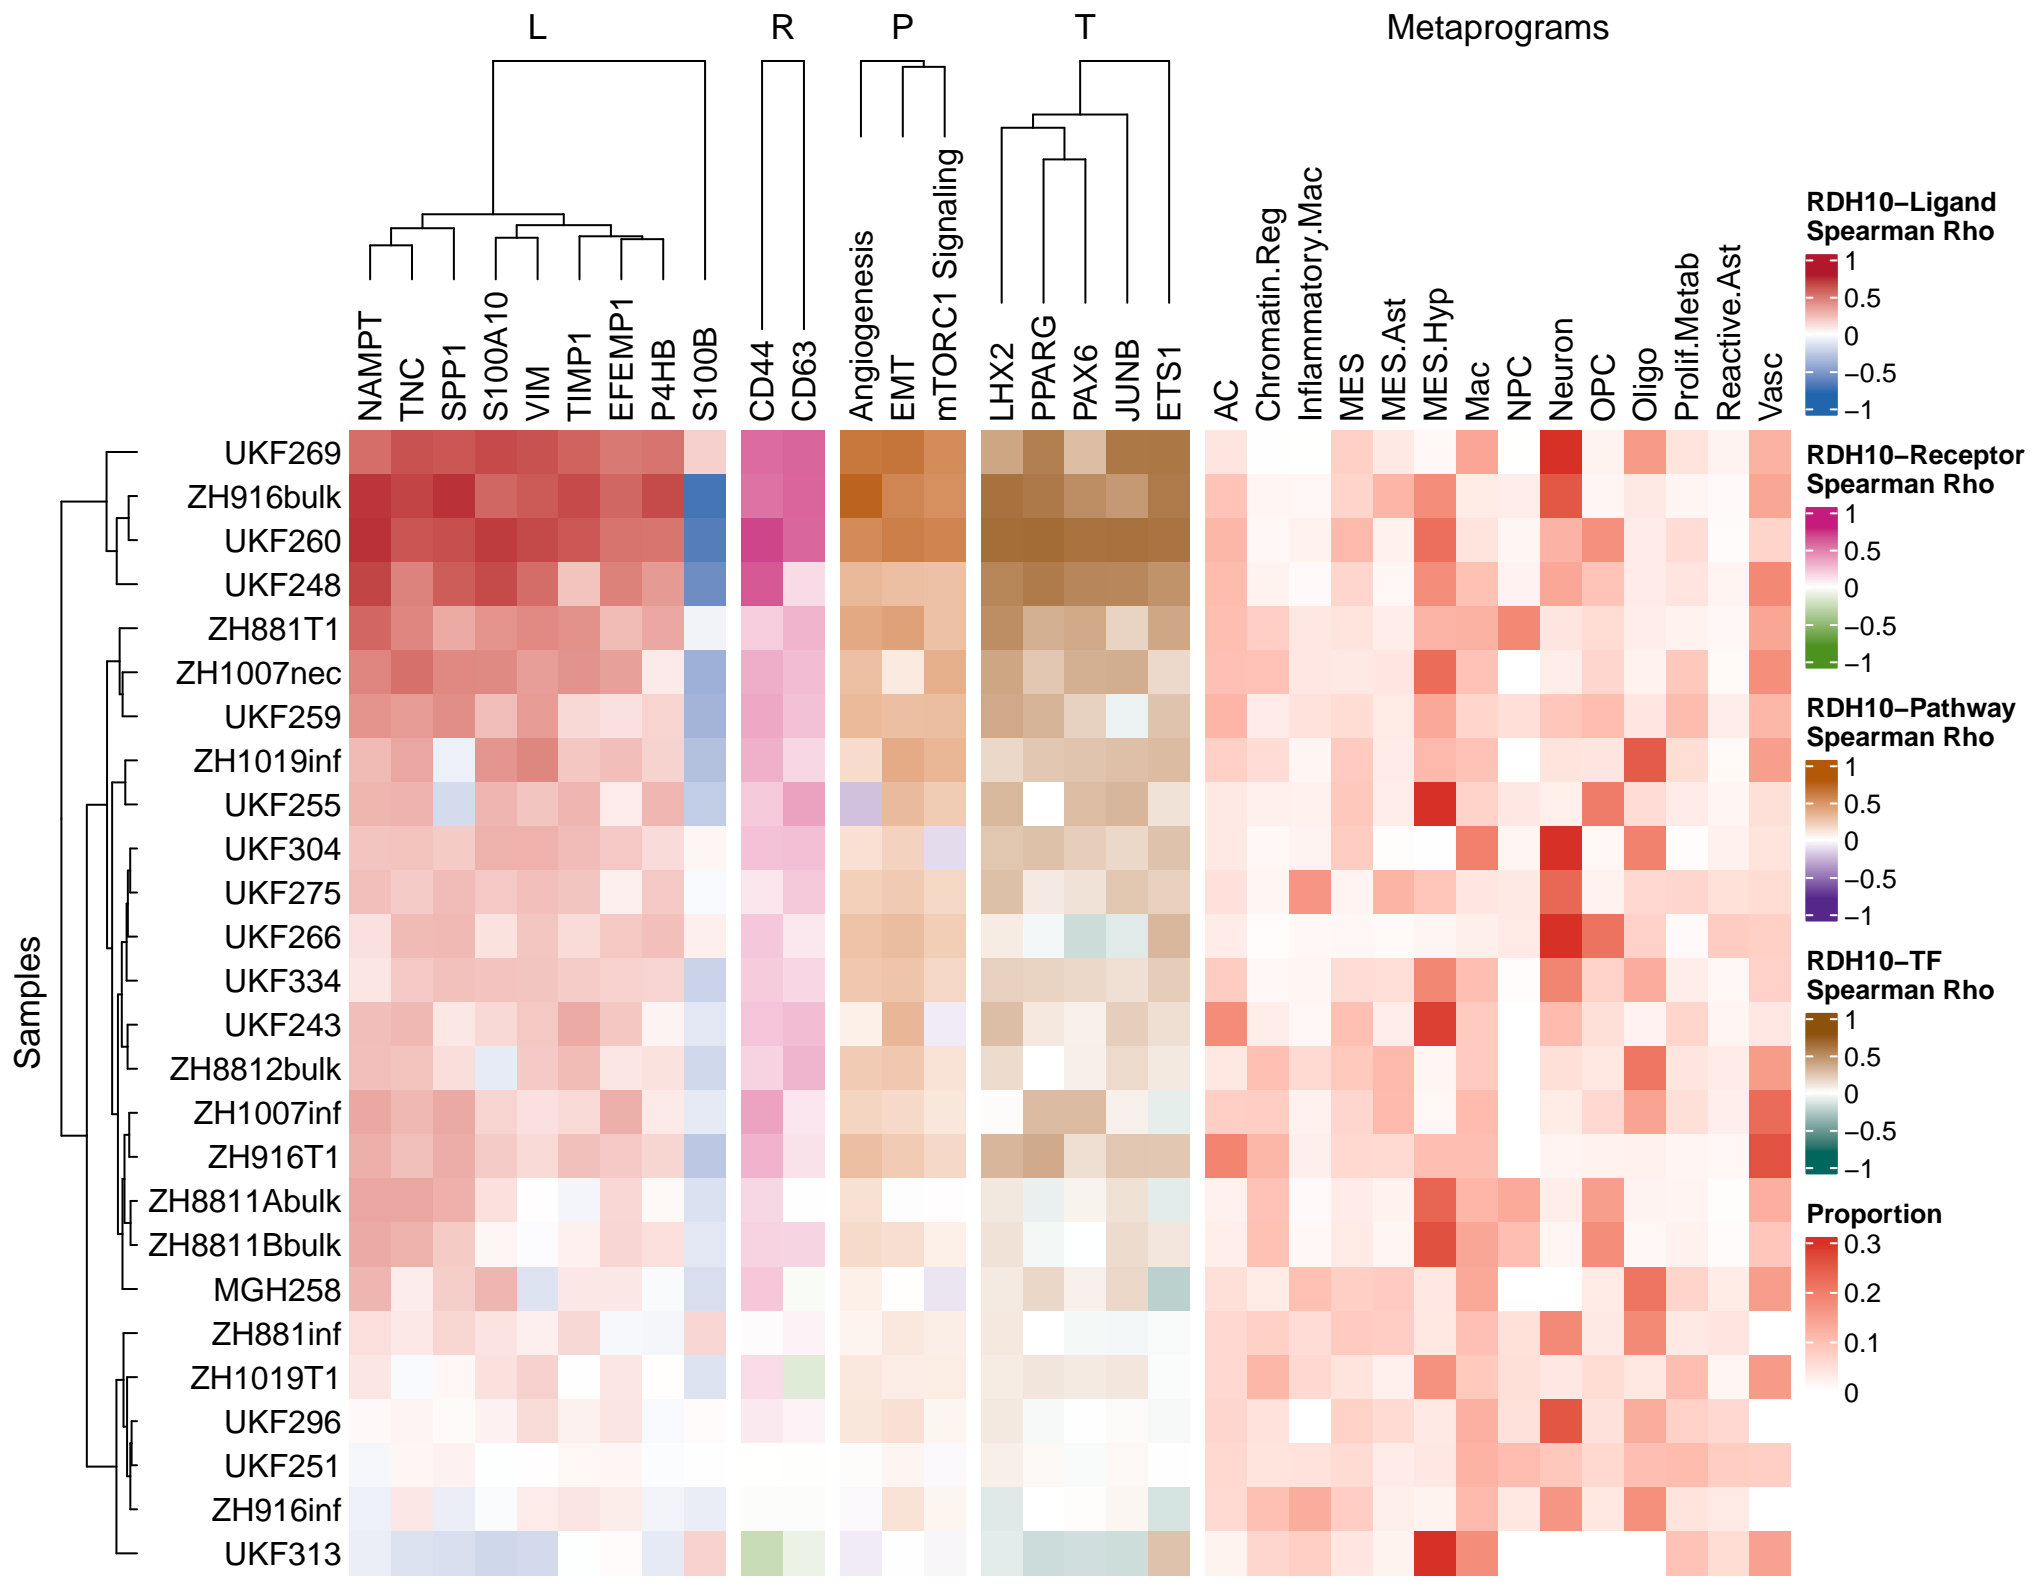 L R P T Metaprograms
NAMPT TNC SPP1 S100A10 VIM TIMP1 EFEMP1 P4HB S100B CD44 CD63 Angiogenesis EMT mTORC1 Signaling LHX2 PPARG PAX6 JUNB ETS1 AC Chromatin.Reg Inflammatory.Mac MES MES.Ast MES.Hyp Mac NPC Neuron OPC Oligo Prolif.Metab Reactive.Ast Vasc
Samples
UKF269
ZH916bulk
UKF260
UKF248
ZH881T1
ZH1007nec
UKF259
ZH1019inf
UKF255
UKF304
UKF275
UKF266
UKF334
UKF243
ZH8812bulk
ZH1007inf
ZH916T1
ZH8811Abulk
ZH8811Bbulk
MGH258
ZH881inf
ZH1019T1
UKF296
UKF251
ZH916inf
UKF313
RDH10−Ligand
Spearman Rho
1
0.5
0
−0.5
−1
RDH10−Receptor
Spearman Rho
1
0.5
0
−0.5
−1
RDH10−Pathway
Spearman Rho
1
0.5
0
−0.5
−1
RDH10−TF
Spearman Rho
1
0.5
0
−0.5
−1
Proportion
0.3
0.2
0.1
0